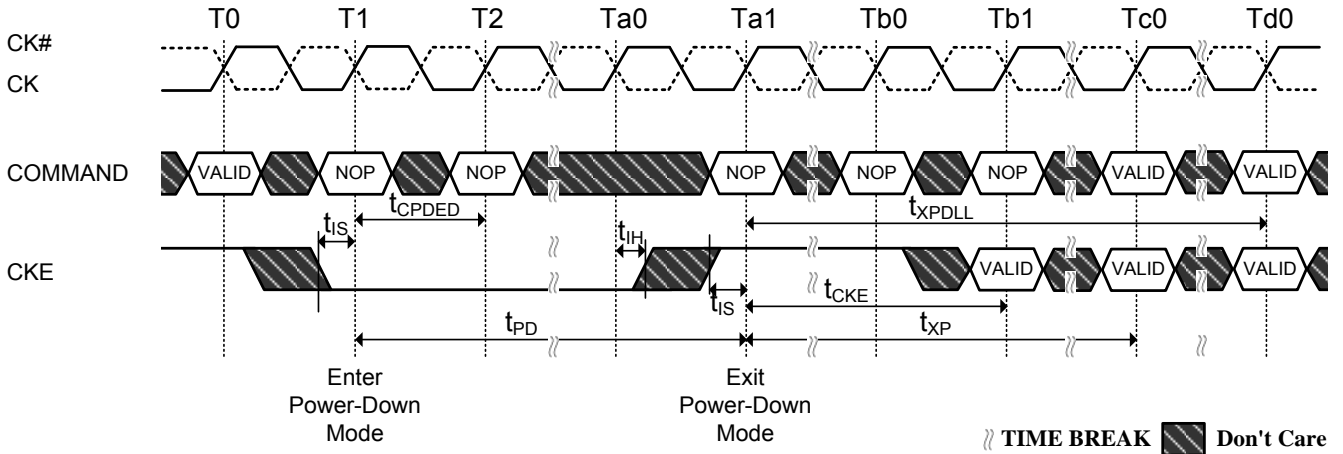 T0 T1 T2 Ta0 Ta1 Tb0 Tb1 Tc0 Td0
CK#
CK
COMMAND VALID NOP NOP NOP NOP NOP VALID VALID
tCPDED tXPDLL
tIS tIH
CKE VALID VALID VALID
tIS tCKE
tPD tXP
Enter
Power-Down
Mode
Exit
Power-Down
Mode
TIME BREAK Don't Care